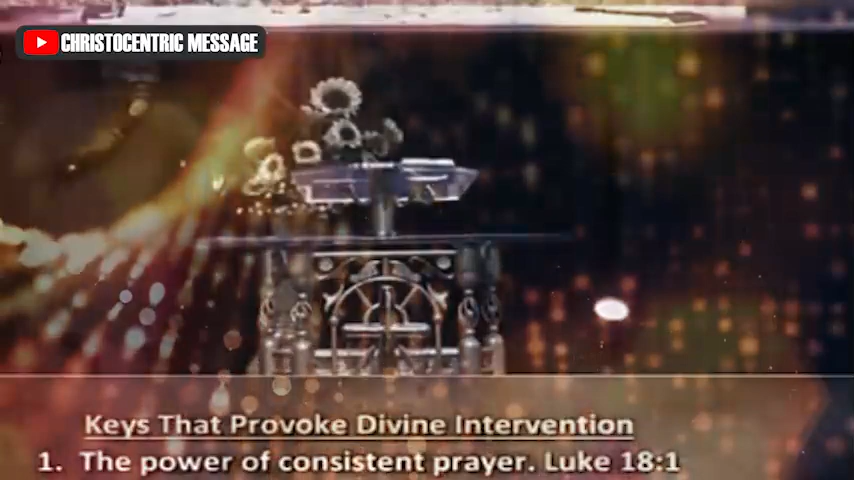 CHRISTOCENTRIC MESSAGE
Keys That Provoke Divine Intervention
1. The power of consistent prayer. Luke 18:1